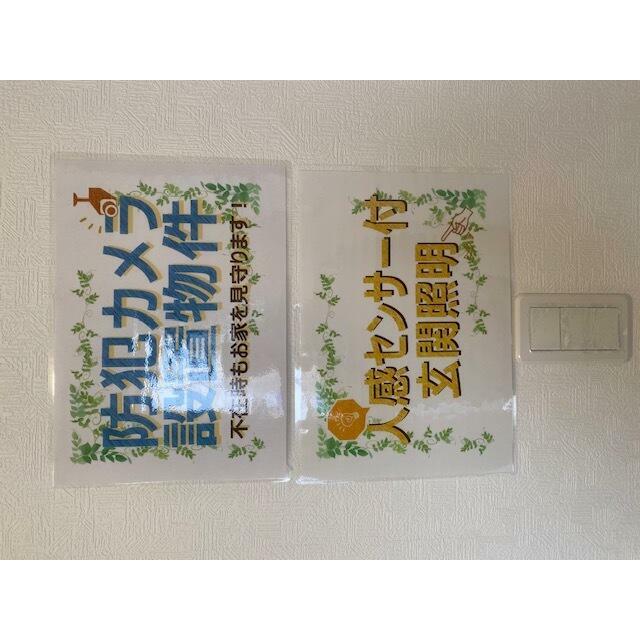 防犯カメラ
設置物件
不在時もお家を見守ります!
人感センサー付
玄関照明